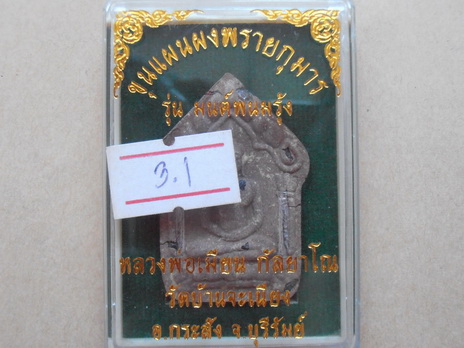 ขุนแผนผงพรายกุมาร
รุ่น มนต์พนมรุ้ง
3.1
หลวงพ่อเมียน กัลยาโณ
วัดบ้านจะเนียง
อ.กระสัง จ.บุรีรัมย์